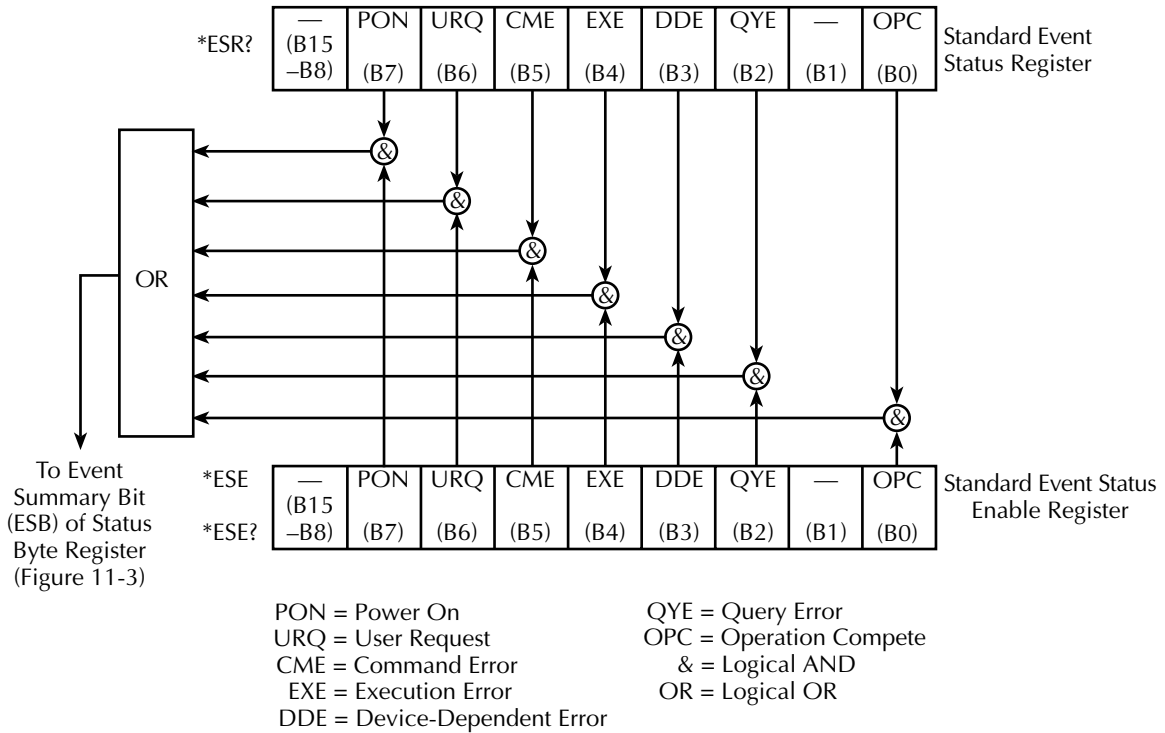 *ESR?
—
(B15
–B8)
PON
(B7)
URQ
(B6)
CME
(B5)
EXE
(B4)
DDE
(B3)
QYE
(B2)
—
(B1)
OPC
(B0)
Standard Event
Status Register
&
&
&
&
&
&
&
OR
To Event
Summary Bit
(ESB) of Status
Byte Register
(Figure 11-3)
*ESE
*ESE?
—
(B15
–B8)
PON
(B7)
URQ
(B6)
CME
(B5)
EXE
(B4)
DDE
(B3)
QYE
(B2)
—
(B1)
OPC
(B0)
Standard Event Status
Enable Register
PON = Power On
URQ = User Request
CME = Command Error
EXE = Execution Error
DDE = Device-Dependent Error
QYE = Query Error
OPC = Operation Compete
& = Logical AND
OR = Logical OR